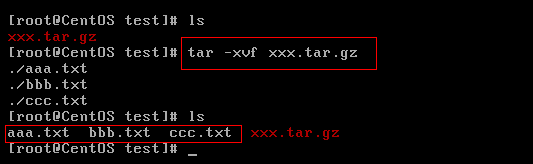 [root@CentOS test]# ls
xxx.tar.gz
[root@CentOS test]# tar -xvf xxx.tar.gz
./aaa.txt
./bbb.txt
./ccc.txt
[root@CentOS test]# ls
aaa.txt  bbb.txt  ccc.txt  xxx.tar.gz
[root@CentOS test]# _